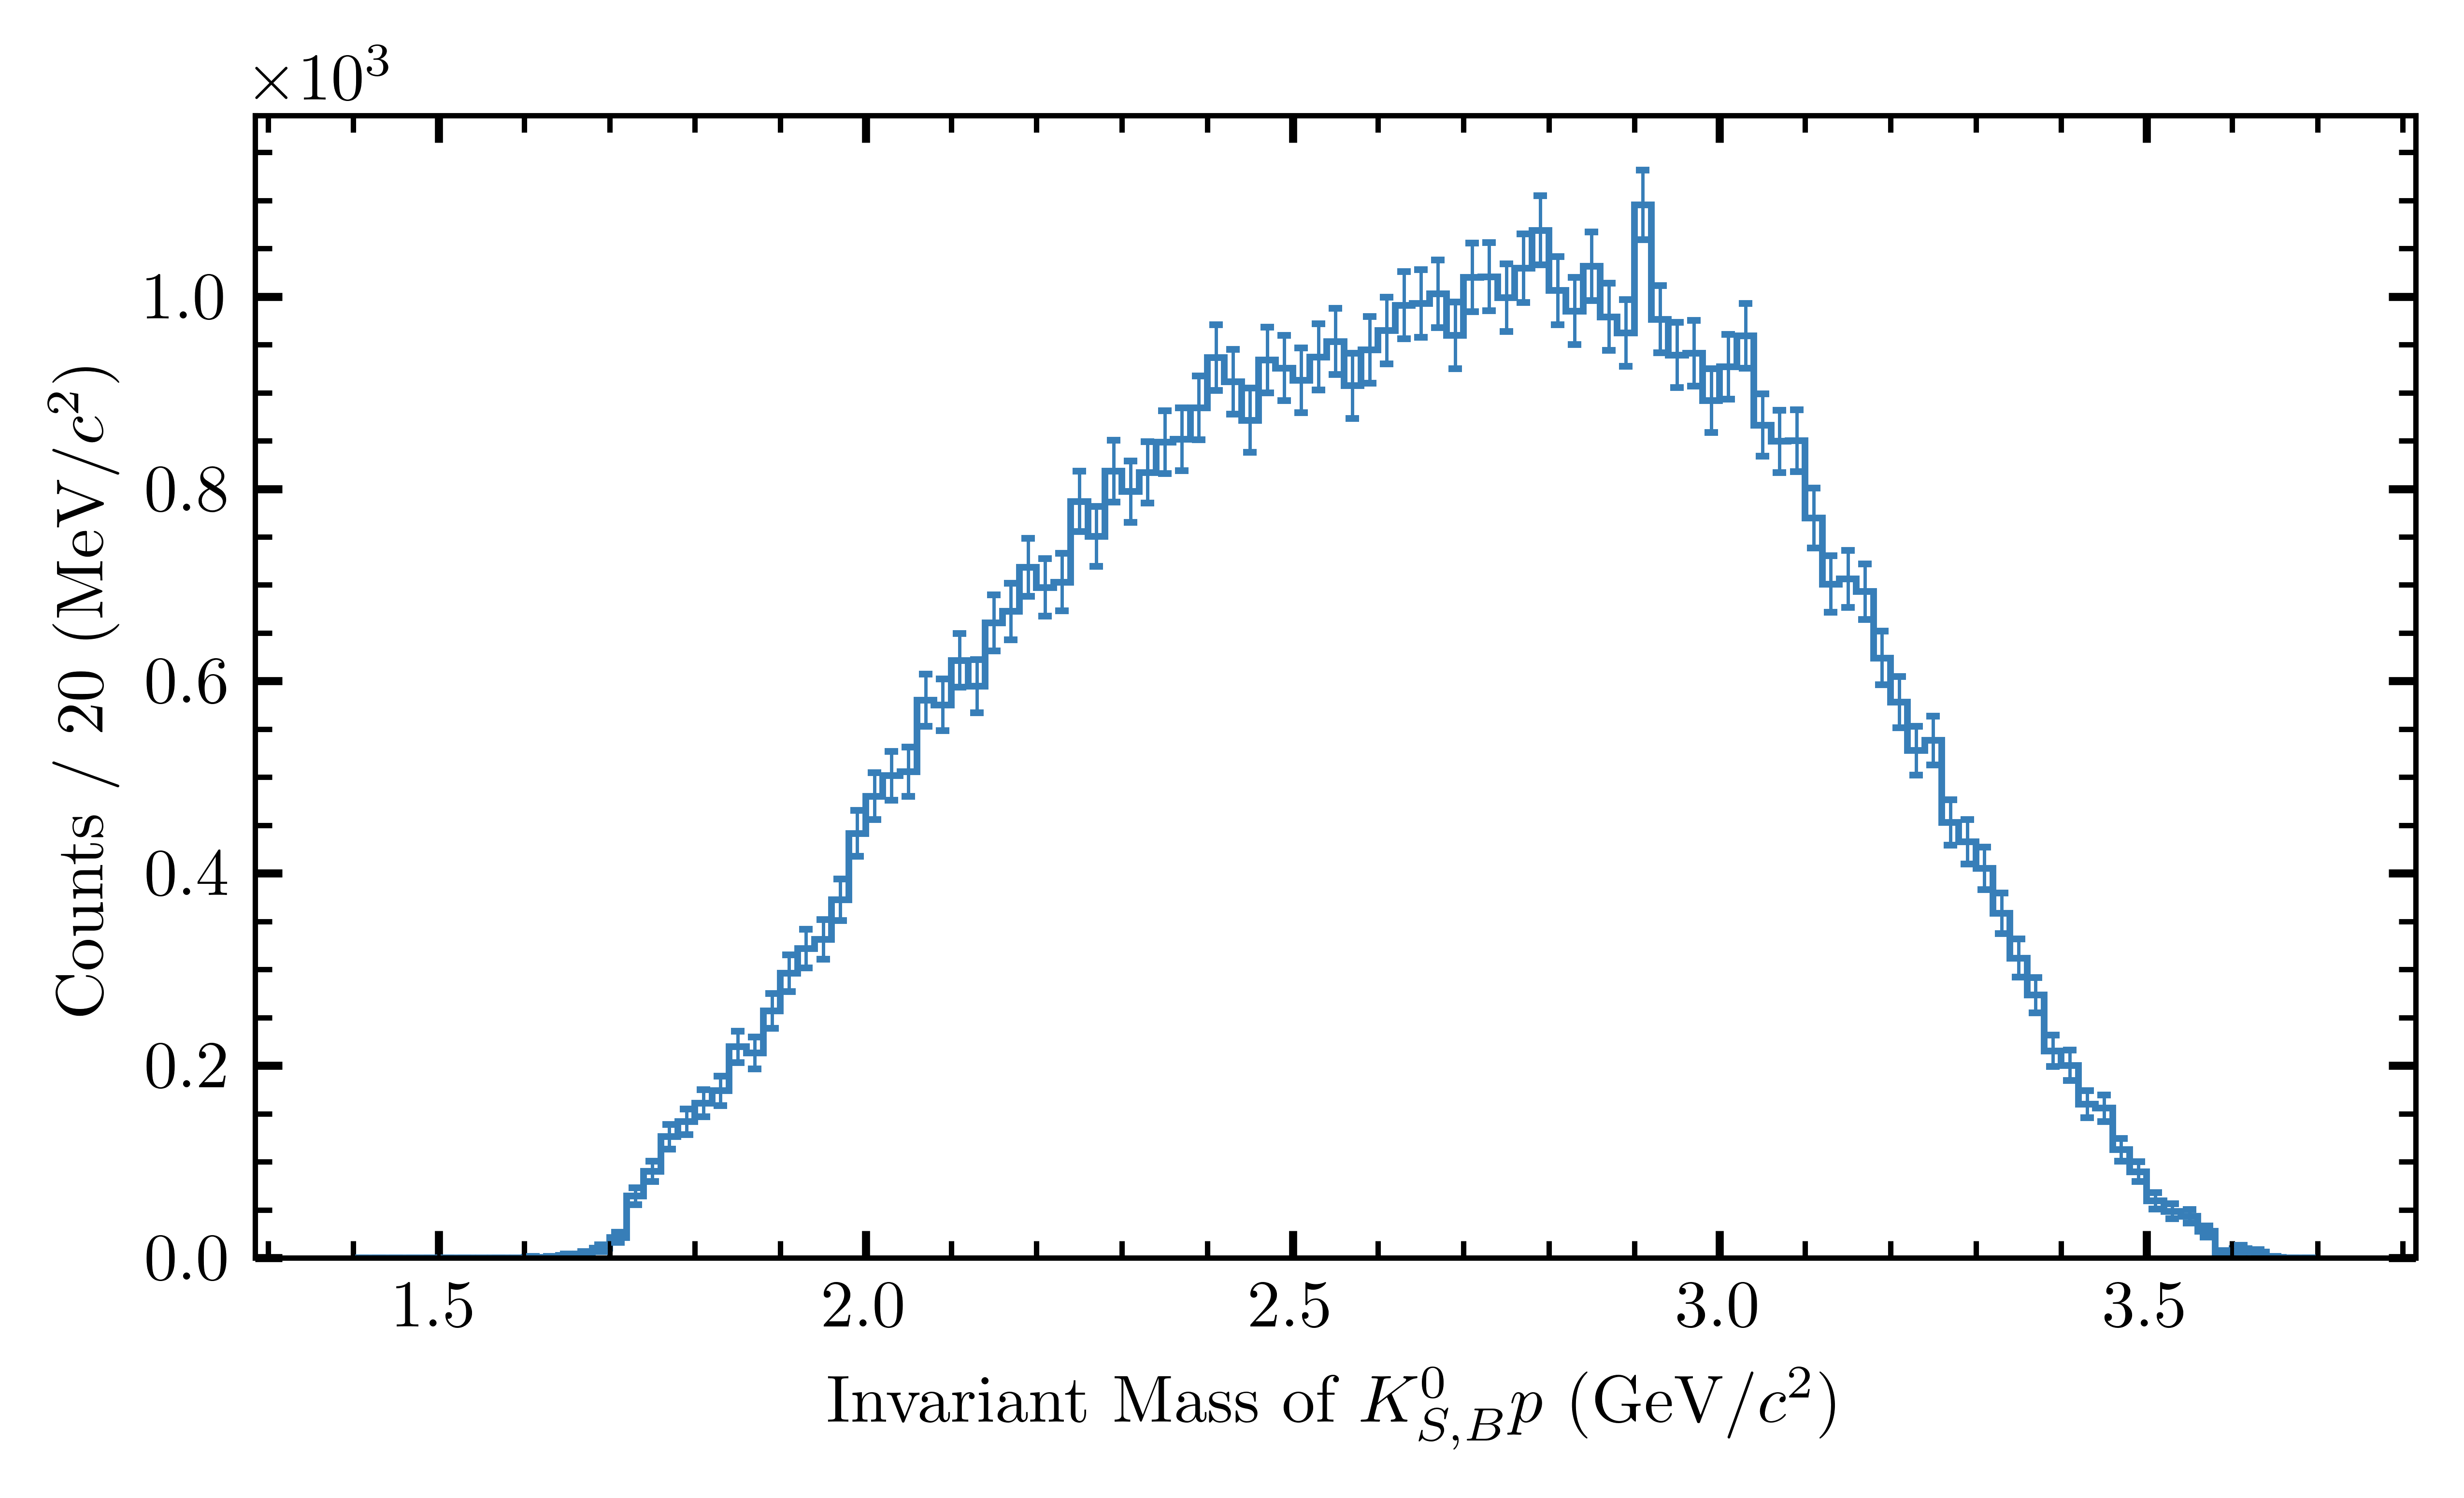 ×10³
1.0
0.8
0.6
0.4
0.2
0.0
Counts / 20 (MeV/c²)
1.5 2.0 2.5 3.0 3.5
Invariant Mass of K⁰_{S,B}p (GeV/c²)